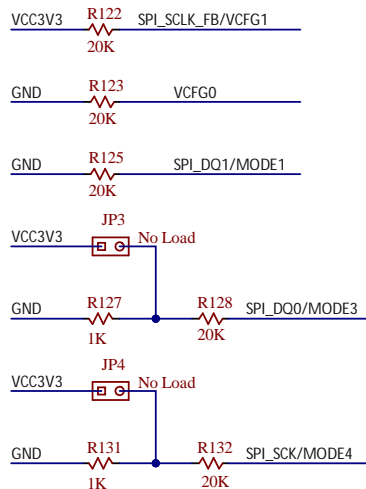 VCC3V3 R122 SPI_SCLK_FB/VCFG1
20K
GND R123 VCFG0
20K
GND R125 SPI_DQ1/MODE1
20K
JP3
VCC3V3 No Load
GND R127 R128 SPI_DQ0/MODE3
1K 20K
JP4
VCC3V3 No Load
GND R131 R132 SPI_SCK/MODE4
1K 20K